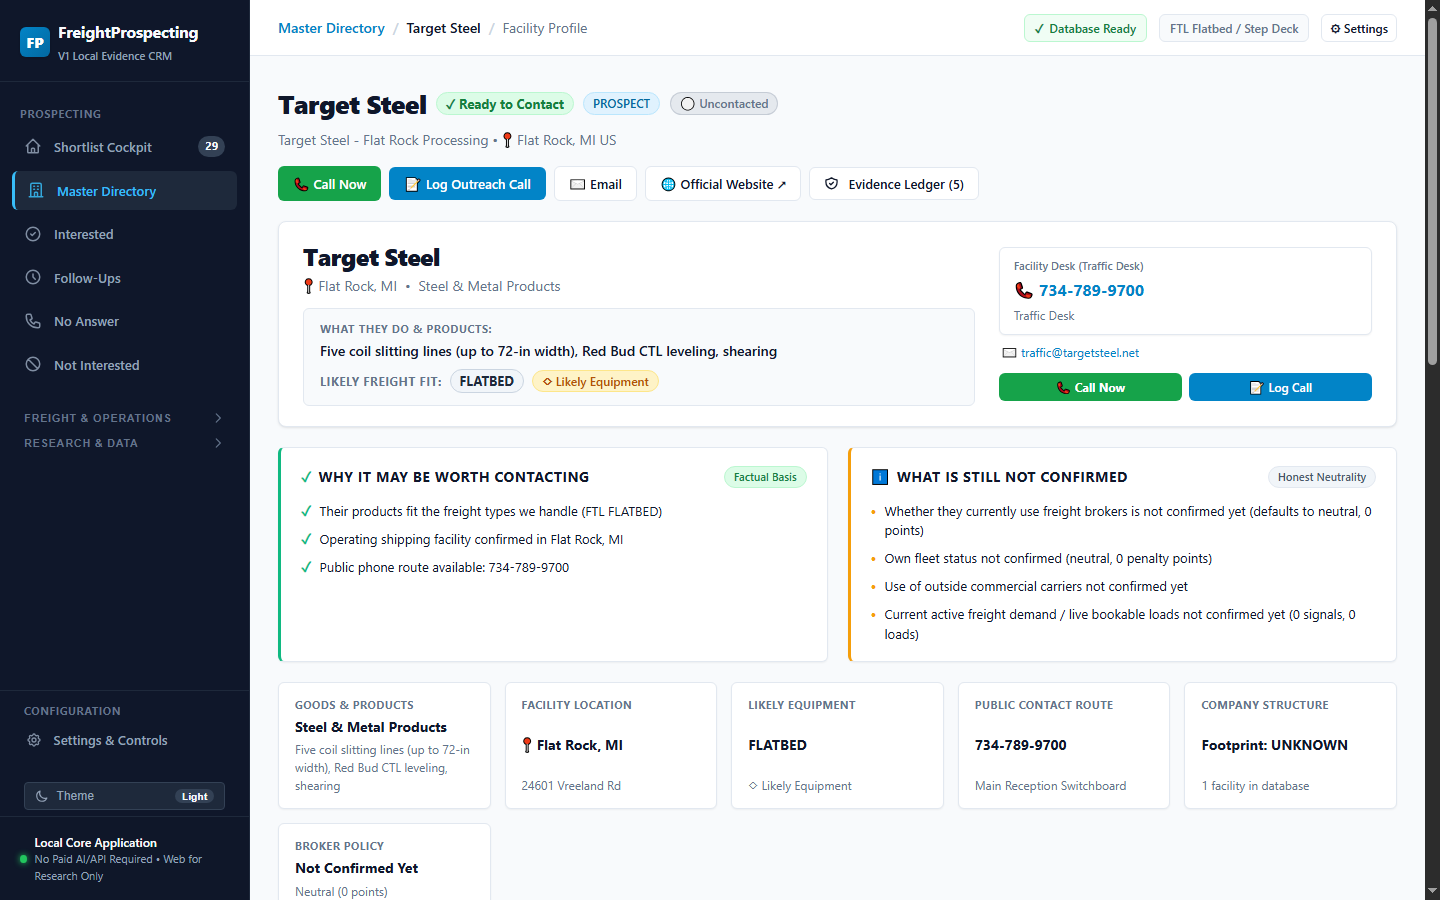 FP
FreightProspecting
V1 Local Evidence CRM
PROSPECTING
Shortlist Cockpit 29
Master Directory
Interested
Follow-Ups
No Answer
Not Interested
FREIGHT & OPERATIONS
RESEARCH & DATA
CONFIGURATION
Settings & Controls
Theme Light
Local Core Application
No Paid AI/API Required • Web for
Research Only
Master Directory / Target Steel / Facility Profile
✓ Database Ready
FTL Flatbed / Step Deck
⚙ Settings
Target Steel
✓ Ready to Contact
PROSPECT
Uncontacted
Target Steel - Flat Rock Processing • 📍 Flat Rock, MI US
📞 Call Now
📝 Log Outreach Call
✉ Email
🌐 Official Website ↗
Evidence Ledger (5)
Target Steel
📍 Flat Rock, MI • Steel & Metal Products
WHAT THEY DO & PRODUCTS:
Five coil slitting lines (up to 72-in width), Red Bud CTL leveling, shearing
LIKELY FREIGHT FIT: FLATBED ◇ Likely Equipment
Facility Desk (Traffic Desk)
📞 734-789-9700
Traffic Desk
✉ traffic@targetsteel.net
📞 Call Now
📝 Log Call
✓ WHY IT MAY BE WORTH CONTACTING
Factual Basis
✓ Their products fit the freight types we handle (FTL FLATBED)
✓ Operating shipping facility confirmed in Flat Rock, MI
✓ Public phone route available: 734-789-9700
ℹ WHAT IS STILL NOT CONFIRMED
Honest Neutrality
• Whether they currently use freight brokers is not confirmed yet (defaults to neutral, 0
points)
• Own fleet status not confirmed (neutral, 0 penalty points)
• Use of outside commercial carriers not confirmed yet
• Current active freight demand / live bookable loads not confirmed yet (0 signals, 0
loads)
GOODS & PRODUCTS
Steel & Metal Products
Five coil slitting lines (up to 72-in
width), Red Bud CTL leveling,
shearing
FACILITY LOCATION
📍 Flat Rock, MI
24601 Vreeland Rd
LIKELY EQUIPMENT
FLATBED
◇ Likely Equipment
PUBLIC CONTACT ROUTE
734-789-9700
Main Reception Switchboard
COMPANY STRUCTURE
Footprint: UNKNOWN
1 facility in database
BROKER POLICY
Not Confirmed Yet
Neutral (0 points)